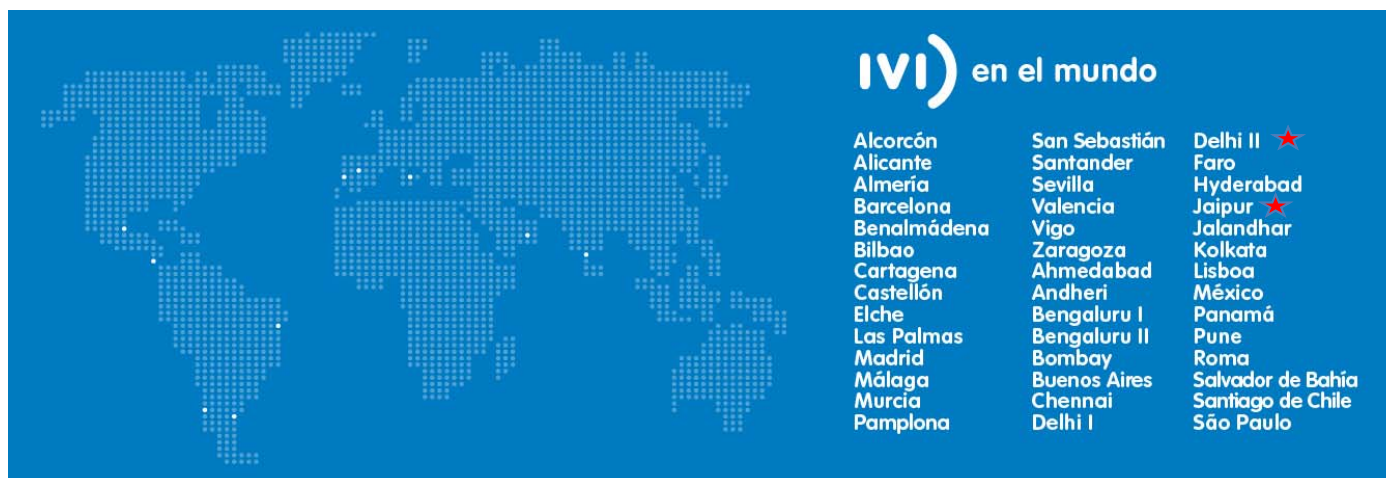 IVI) en el mundo
Alcorcón
Alicante
Almería
Barcelona
Benalmádena
Bilbao
Cartagena
Castellón
Elche
Las Palmas
Madrid
Málaga
Murcia
Pamplona
San Sebastián
Santander
Sevilla
Valencia
Vigo
Zaragoza
Ahmedabad
Andheri
Bengaluru I
Bengaluru II
Bombay
Buenos Aires
Chennai
Delhi I
Delhi II
Faro
Hyderabad
Jaipur
Jalandhar
Kolkata
Lisboa
México
Panamá
Pune
Roma
Salvador de Bahía
Santiago de Chile
São Paulo